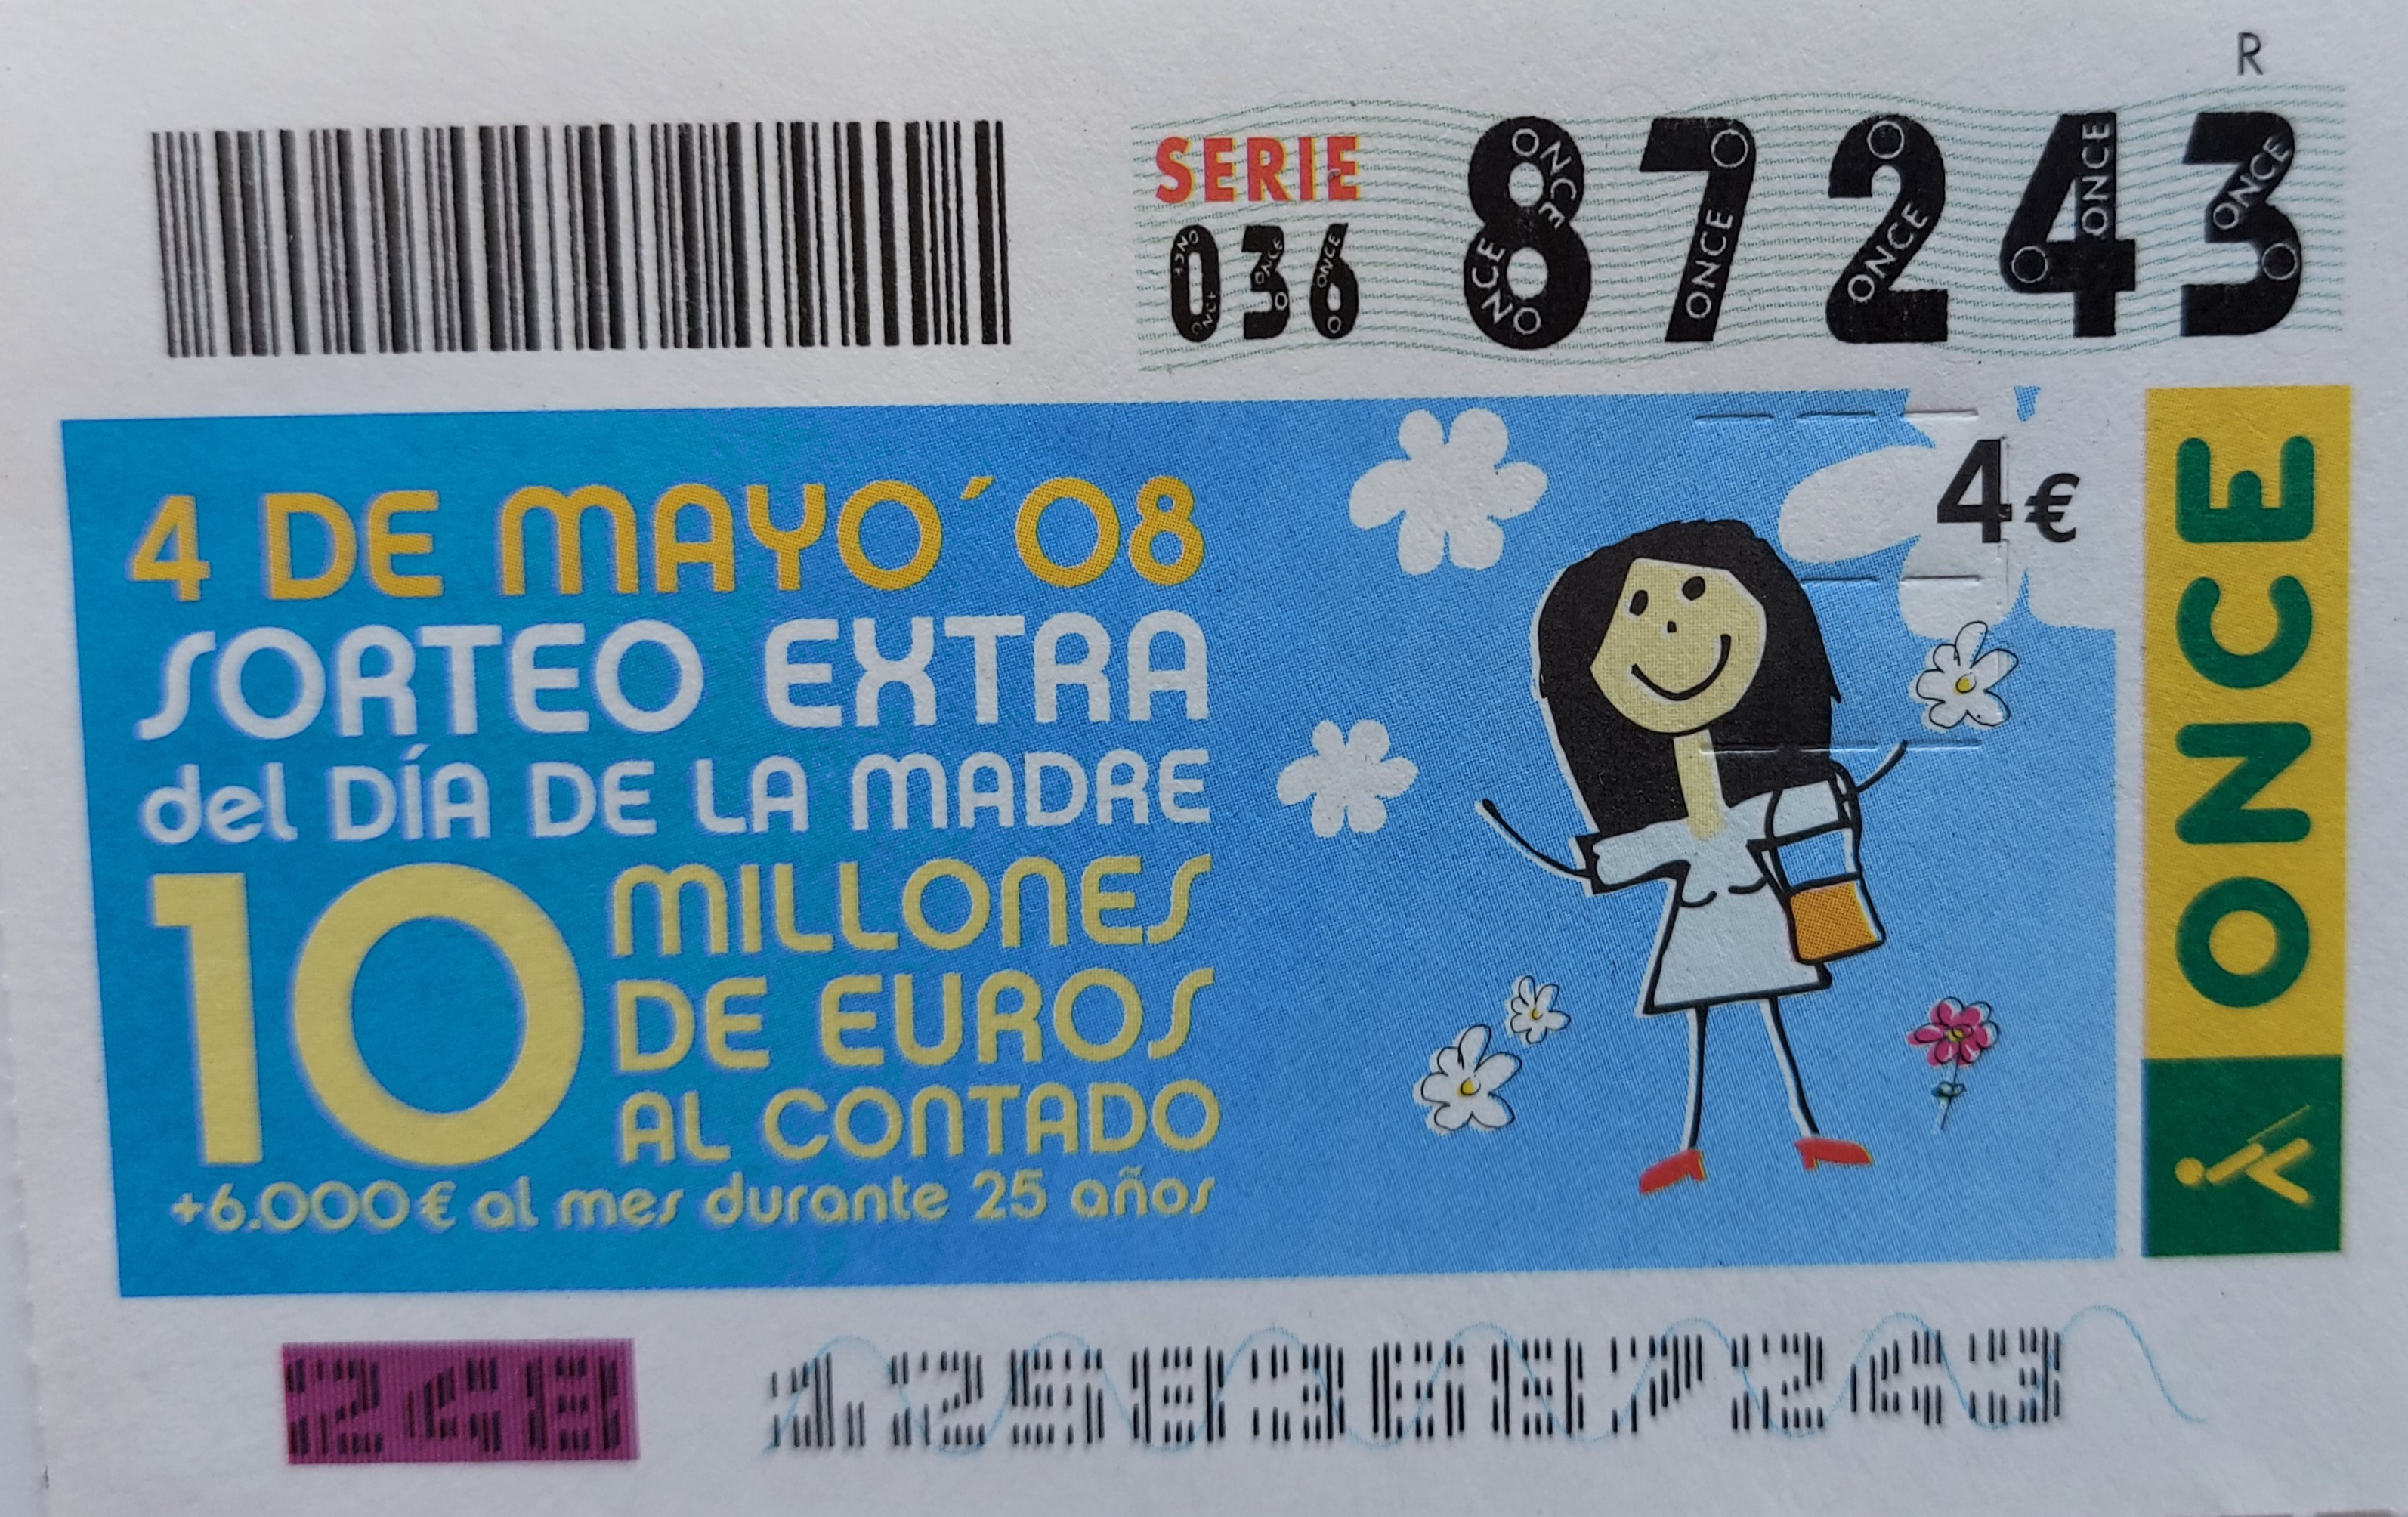 R
SERIE
036 87243
4€
4 DE MAYO´08
SORTEO EXTRA
del DÍA DE LA MADRE
10 MILLONES
DE EUROS
AL CONTADO
+6.000€ al mes durante 25 años
ONCE
248
12503687243